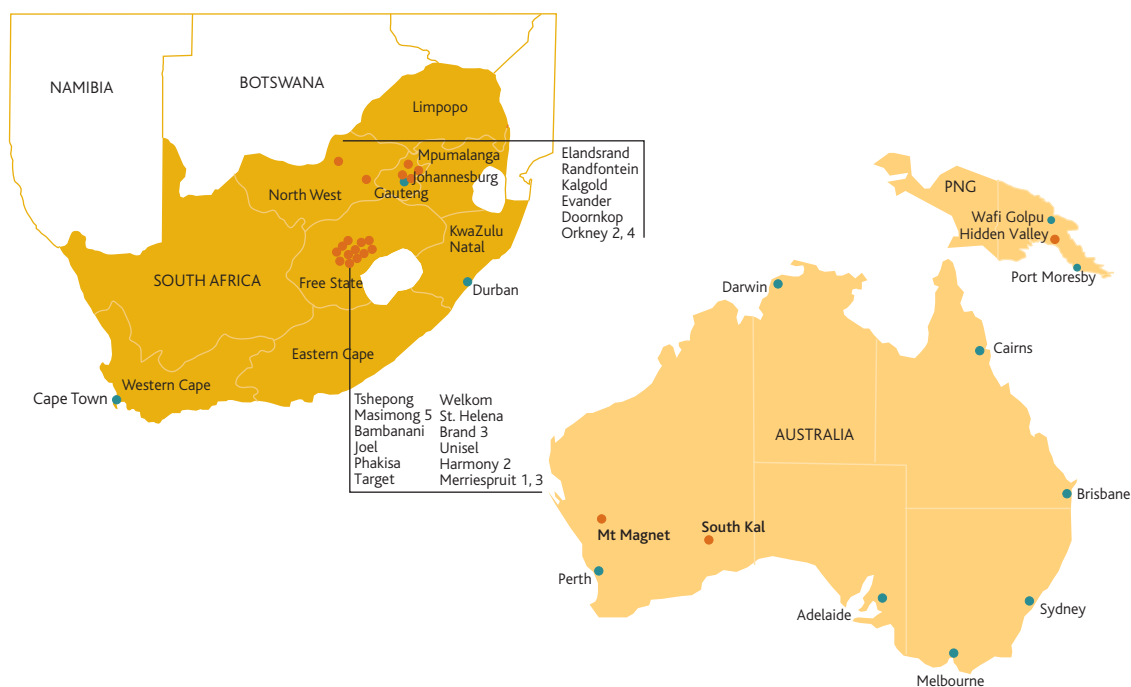 NAMIBIA
BOTSWANA
Limpopo
Mpumalanga
Johannesburg
North West
Gauteng
KwaZulu
Natal
SOUTH AFRICA
Free State
Durban
Eastern Cape
Western Cape
Cape Town
Elandsrand
Randfontein
Kalgold
Evander
Doornkop
Orkney 2, 4
Tshepong
Masimong 5
Bambanani
Joel
Phakisa
Target
Welkom
St. Helena
Brand 3
Unisel
Harmony 2
Merriespruit 1, 3
PNG
Wafi Golpu
Hidden Valley
Port Moresby
Darwin
Cairns
AUSTRALIA
Brisbane
Mt Magnet
South Kal
Perth
Adelaide
Sydney
Melbourne